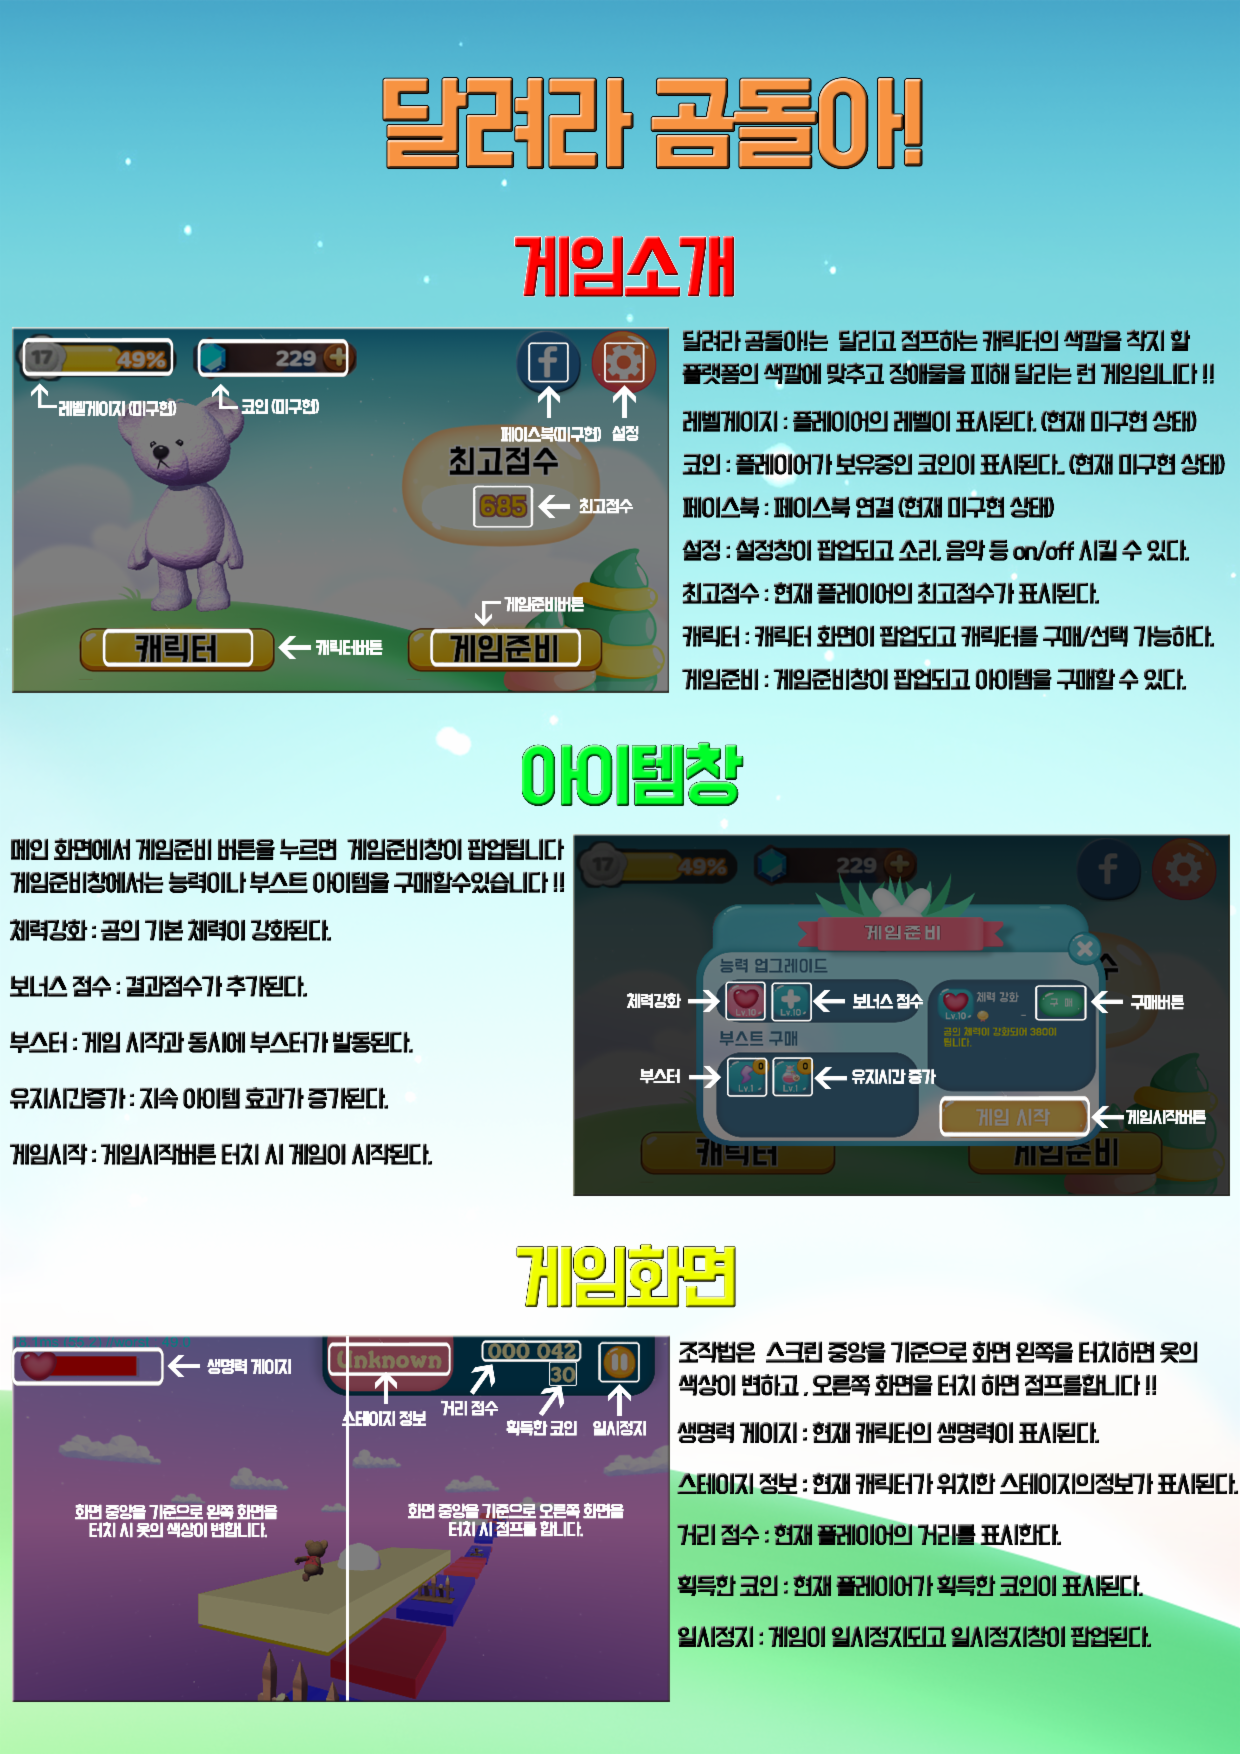 달려라 곰돌아!
게임소개
17 49% 229
레벨게이지 (미구현) 코인 (미구현)
페이스북(미구현) 설정
최고점수
685 최고점수
게임준비버튼
캐릭터 캐릭터버튼 게임준비
달려라 곰돌아!는 달리고 점프하는 캐릭터의 색깔을 착지 할
플랫폼의 색깔에 맞추고 장애물을 피해 달리는 런 게임입니다 !!
레벨게이지 : 플레이어의 레벨이 표시된다. (현재 미구현 상태)
코인 : 플레이어가 보유중인 코인이 표시된다.. (현재 미구현 상태)
페이스북 : 페이스북 연결 (현재 미구현 상태)
설정 : 설정창이 팝업되고 소리, 음악 등 on/off 시킬 수 있다.
최고점수 : 현재 플레이어의 최고점수가 표시된다.
캐릭터 : 캐릭터 화면이 팝업되고 캐릭터를 구매/선택 가능하다.
게임준비 : 게임준비창이 팝업되고 아이템을 구매할 수 있다.
아이템창
메인 화면에서 게임준비 버튼을 누르면 게임준비창이 팝업됩니다
게임준비창에서는 능력이나 부스트 아이템을 구매할수있습니다 !!
체력강화 : 곰의 기본 체력이 강화된다.
보너스 점수 : 결과점수가 추가된다.
부스터 : 게임 시작과 동시에 부스터가 발동된다.
유지시간증가 : 지속 아이템 효과가 증가된다.
게임시작 : 게임시작버튼 터치 시 게임이 시작된다.
17 49% 229
게임준비
능력 업그레이드
체력강화 Lv.10 Lv.10 보너스 점수 체력 강화 Lv.10 구매 구매버튼
곰의 체력이 강화되어 380이
됩니다.
부스트 구매
부스터 0 Lv.1 0 Lv.1 유지시간 증가
게임 시작 게임시작버튼
캐릭터 게임준비
게임화면
생명력 게이지 Unknown 000 042
30
스테이지 정보 거리 점수 획득한 코인 일시정지
화면 중앙을 기준으로 왼쪽 화면을
터치 시 옷의 색상이 변합니다.
화면 중앙을 기준으로 오른쪽 화면을
터치 시 점프를 합니다.
조작법은 스크린 중앙을 기준으로 화면 왼쪽을 터치하면 옷의
색상이 변하고 , 오른쪽 화면을 터치 하면 점프를합니다 !!
생명력 게이지 : 현재 캐릭터의 생명력이 표시된다.
스테이지 정보 : 현재 캐릭터가 위치한 스테이지의정보가 표시된다.
거리 점수 : 현재 플레이어의 거리를 표시한다.
획득한 코인 : 현재 플레이어가 획득한 코인이 표시된다.
일시정지 : 게임이 일시정지되고 일시정지창이 팝업된다.